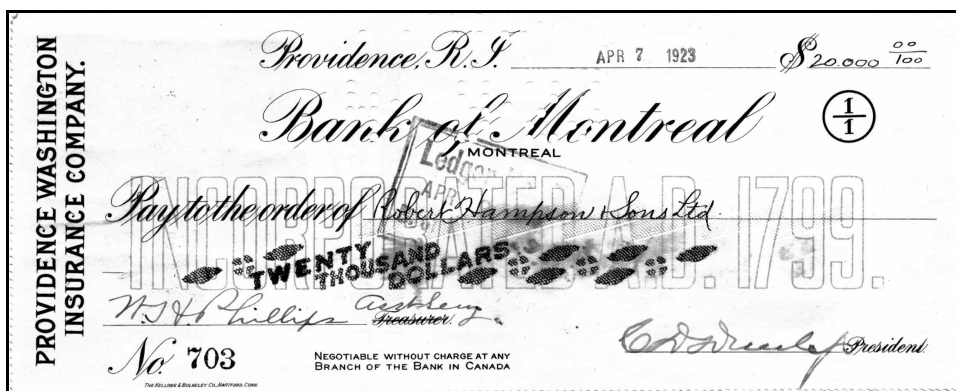 PROVIDENCE WASHINGTON
INSURANCE COMPANY.
Providence, R. I. APR 7 1923 $20.000 00/100
Bank of Montreal 1/1
MONTREAL
Ledger
APR
INCORPORATED A.D. 1799.
Pay to the order of Robert Hampson & Sons Ltd.
TWENTY
THOUSAND
DOLLARS
Phillips Treasurer.
President.
No. 703
NEGOTIABLE WITHOUT CHARGE AT ANY
BRANCH OF THE BANK IN CANADA
THE KELLOGG & BULKELEY CO., HARTFORD, CONN.